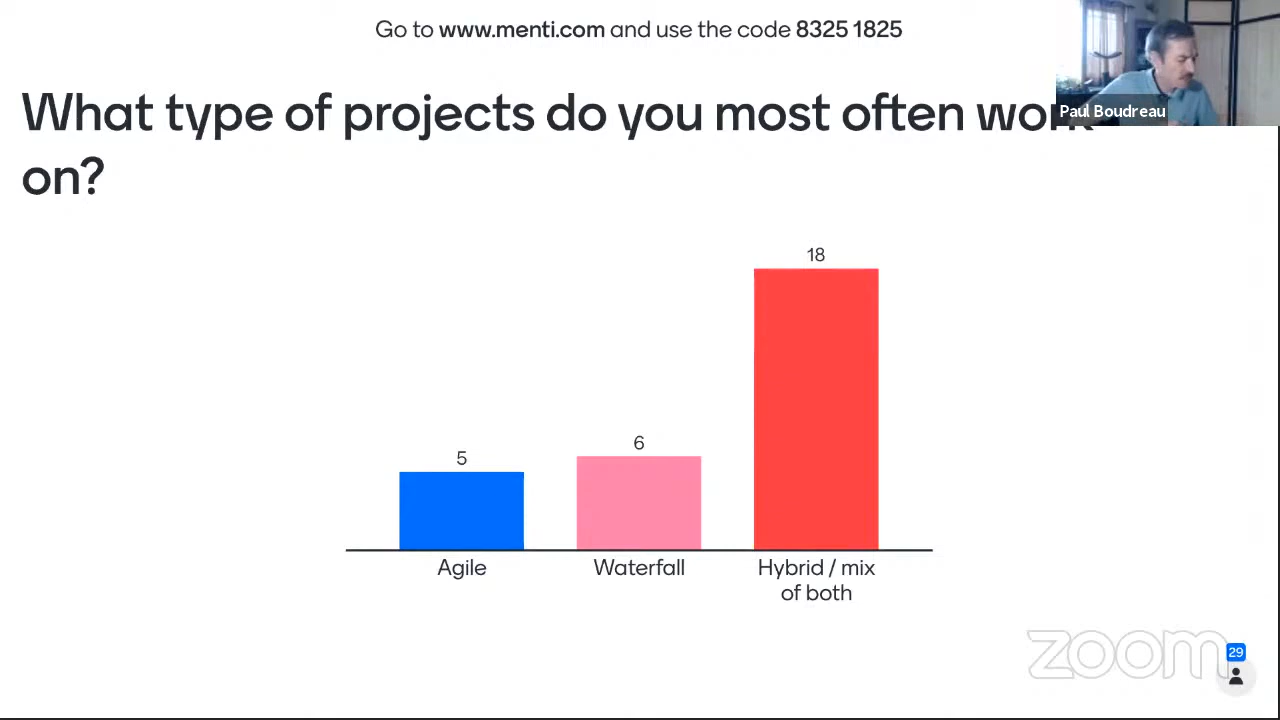 Go to www.menti.com and use the code 8325 1825
What type of projects do you most often work
on?
Paul Boudreau
18
6
5
Agile
Waterfall
Hybrid / mix
of both
zoom
29